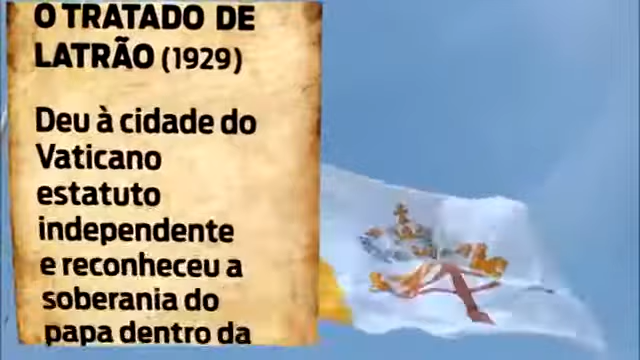 O TRATADO DE
LATRÃO (1929)
Deu à cidade do
Vaticano
estatuto
independente
e reconheceu a
soberania do
papa dentro da